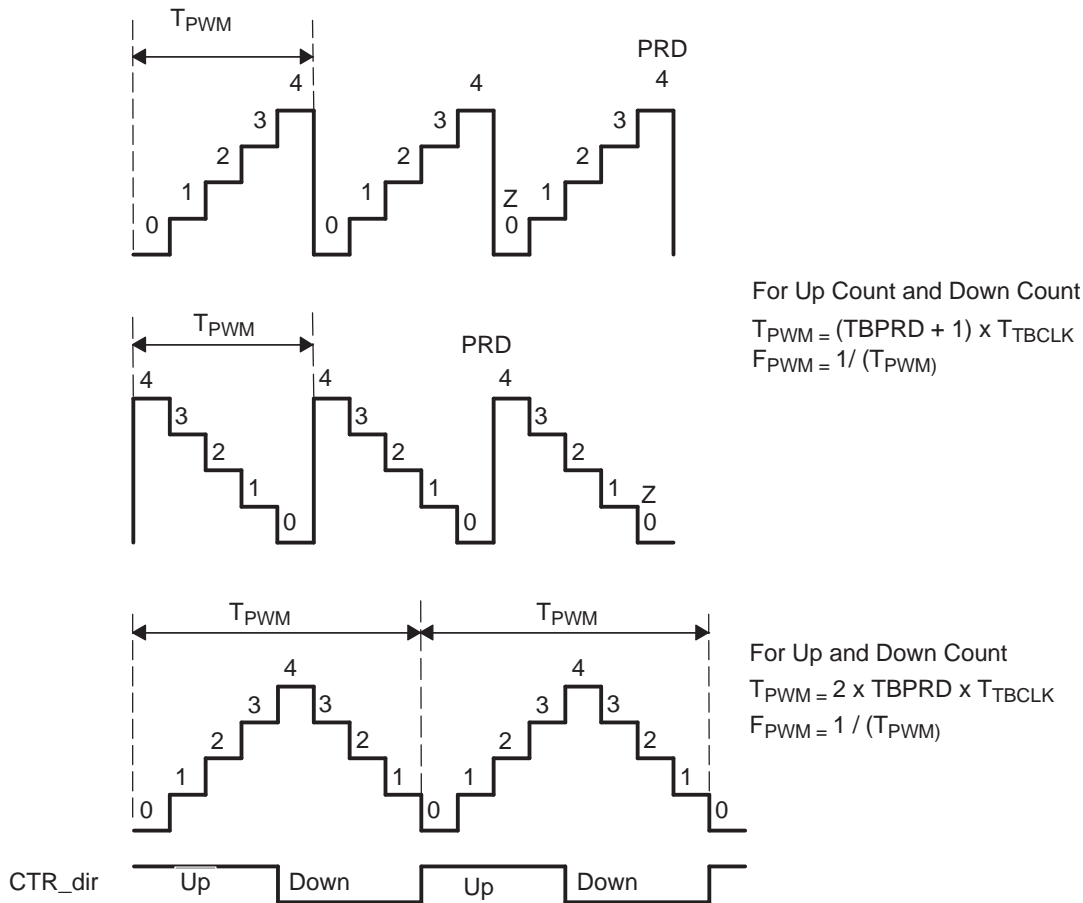 TPWM
PRD
4 4 4
3 3 3
2 2 2
1 1 Z 1
0 0 0
For Up Count and Down Count
TPWM = (TBPRD + 1) x TTBCLK
FPWM = 1/ (TPWM)
TPWM
PRD
4 4 4
3 3 3
2 2 2
1 1 1 Z
0 0 0
TPWM TPWM
For Up and Down Count
TPWM = 2 x TBPRD x TTBCLK
FPWM = 1 / (TPWM)
4 4
3 3 3 3
2 2 2 2
1 1 1 1
0 0 0
CTR_dir Up Down Up Down